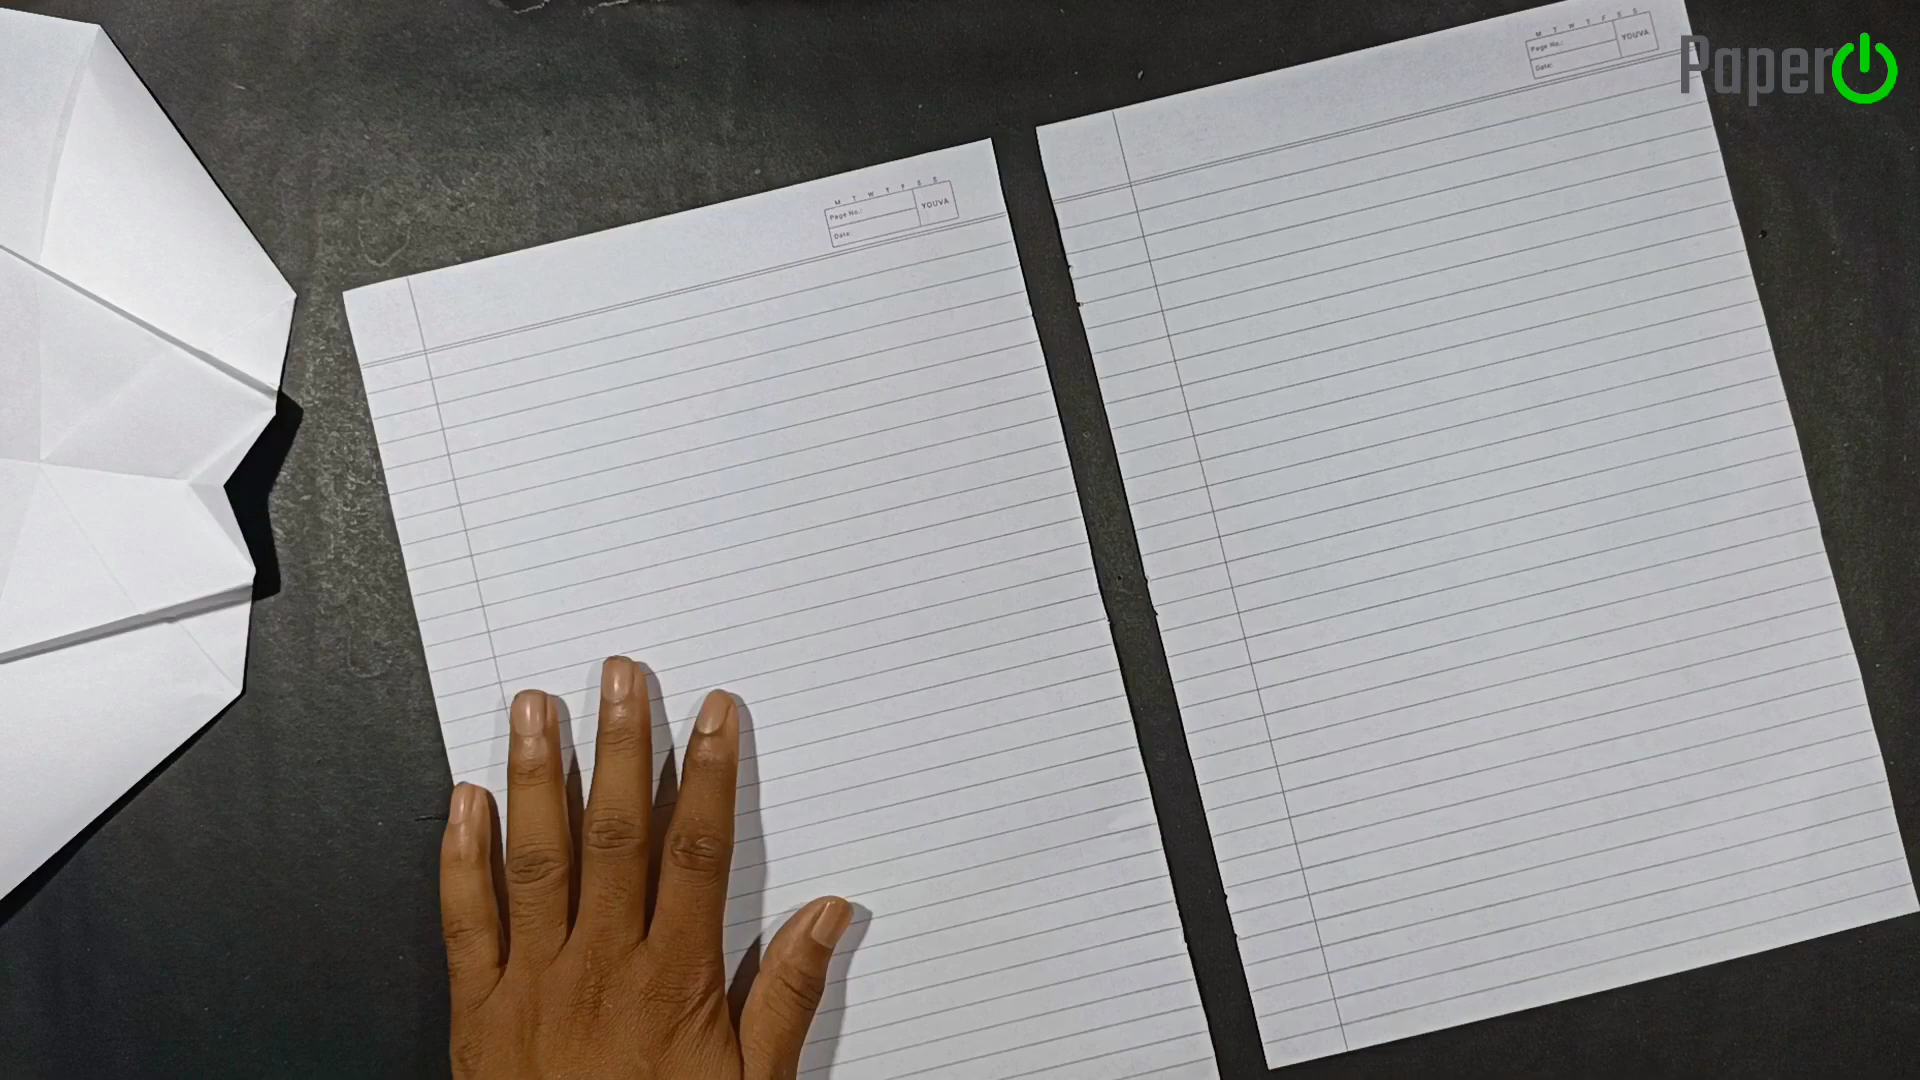 M T W T F S S
Page No.:
Date:
YOUVA
M T W T F S S
Page No.:
Date:
YOUVA
Paper